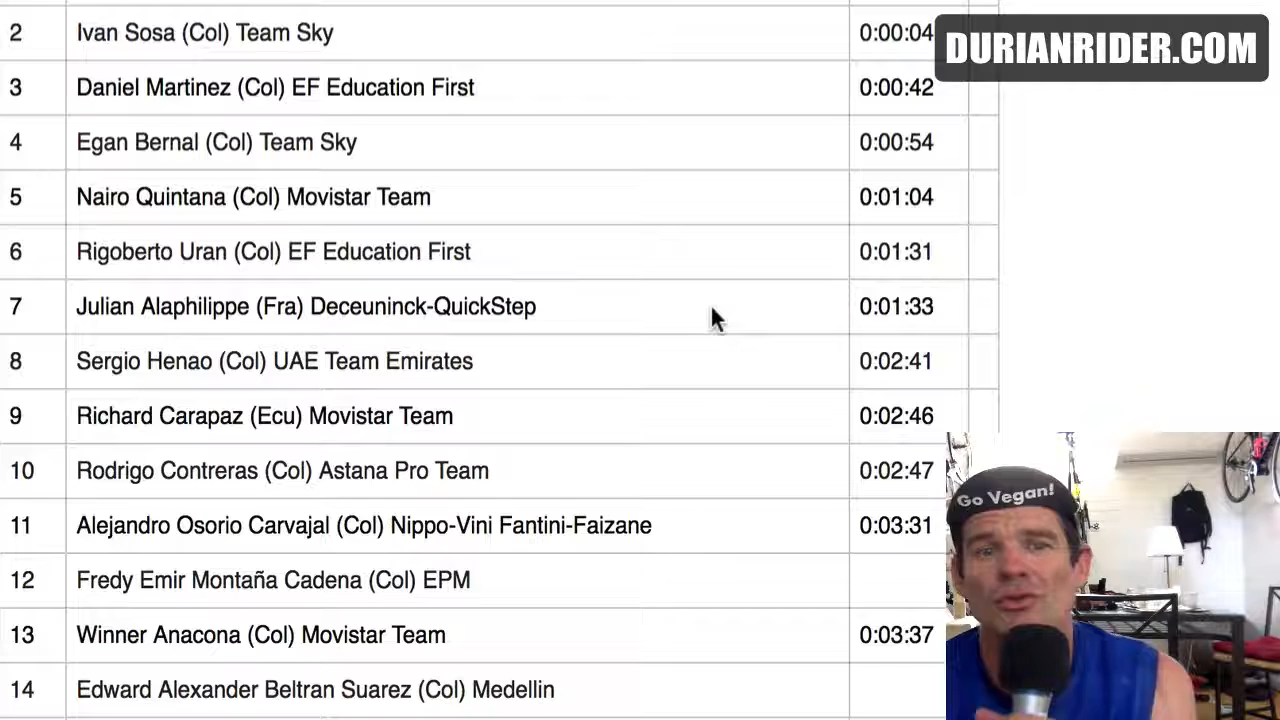 DURIANRIDER.COM
2 Ivan Sosa (Col) Team Sky 0:00:04
3 Daniel Martinez (Col) EF Education First 0:00:42
4 Egan Bernal (Col) Team Sky 0:00:54
5 Nairo Quintana (Col) Movistar Team 0:01:04
6 Rigoberto Uran (Col) EF Education First 0:01:31
7 Julian Alaphilippe (Fra) Deceuninck-QuickStep 0:01:33
8 Sergio Henao (Col) UAE Team Emirates 0:02:41
9 Richard Carapaz (Ecu) Movistar Team 0:02:46
10 Rodrigo Contreras (Col) Astana Pro Team 0:02:47
11 Alejandro Osorio Carvajal (Col) Nippo-Vini Fantini-Faizane 0:03:31
12 Fredy Emir Montaña Cadena (Col) EPM
13 Winner Anacona (Col) Movistar Team 0:03:37
14 Edward Alexander Beltran Suarez (Col) Medellin
Go Vegan!